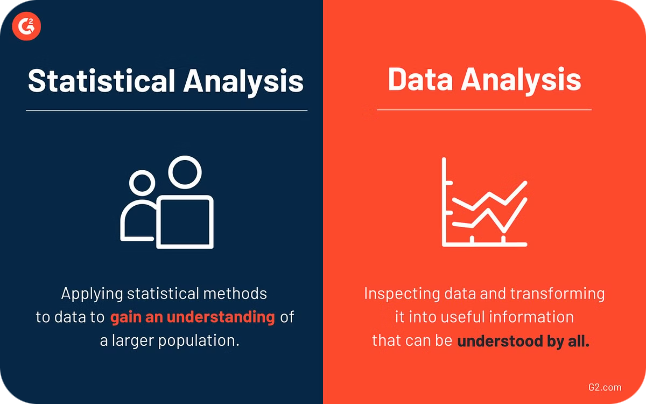 G2
Statistical Analysis
Applying statistical methods
to data to gain an understanding of
a larger population.
Data Analysis
Inspecting data and transforming
it into useful information
that can be understood by all.
G2.com